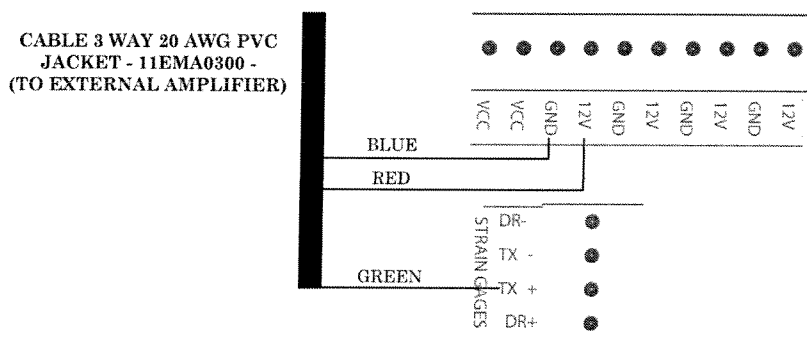 CABLE 3 WAY 20 AWG PVC
JACKET - 11EMA0300 -
(TO EXTERNAL AMPLIFIER)
VCC
VCC
GND
12V
GND
12V
GND
12V
GND
12V
BLUE
RED
GREEN
STRAIN GAGES
DR-
TX -
TX +
DR+